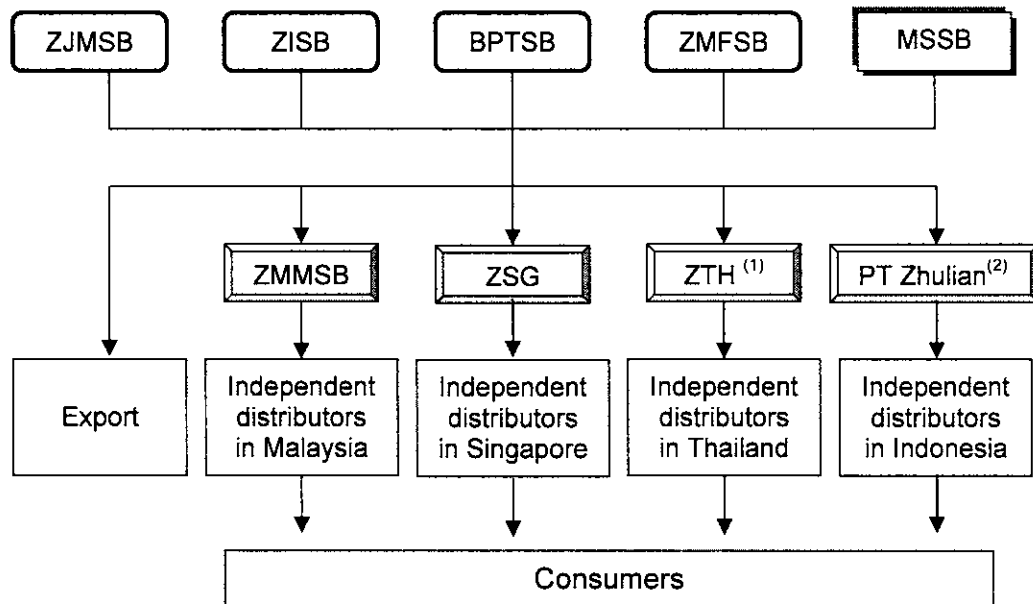 ZJMSB
ZISB
BPTSB
ZMFSB
MSSB
ZMMSB
ZSG
ZTH (1)
PT Zhulian(2)
Export
Independent
distributors
in Malaysia
Independent
distributors
in Singapore
Independent
distributors
in Thailand
Independent
distributors
in Indonesia
Consumers